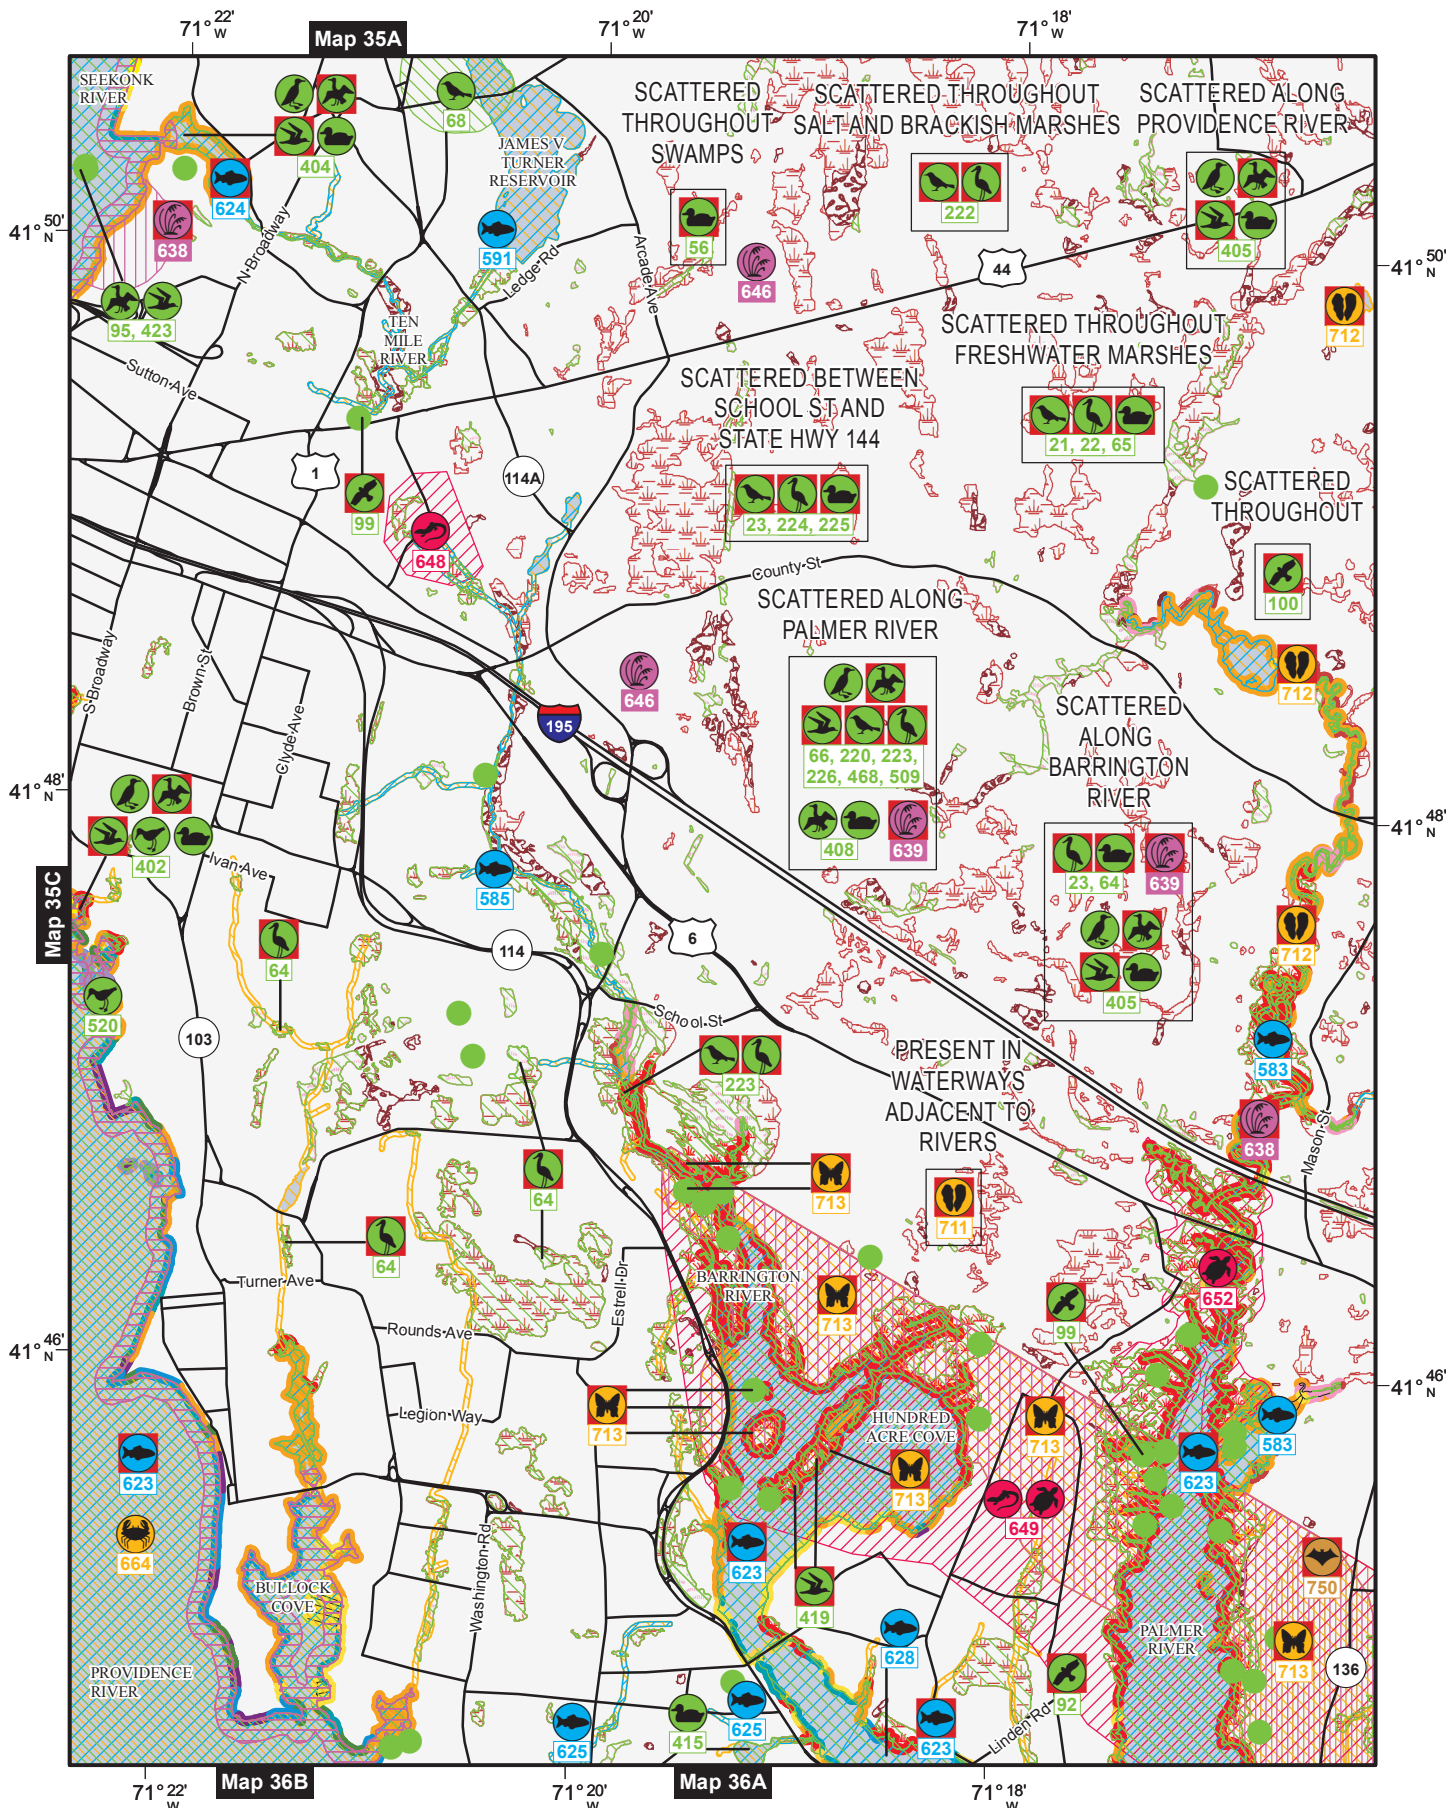 71° 22'
W
71° 20'
W
71° 18'
W
Map 35A
SEEKONK
RIVER
68
404
JAMES V
TURNER
RESERVOIR
SCATTERED
THROUGHOUT
SWAMPS
56
SCATTERED THROUGHOUT
SALT AND BRACKISH MARSHES
222
SCATTERED ALONG
PROVIDENCE RIVER
405
41° 50'
N
41° 50'
N
624
638
591
N Broadway
Ledge Rd
Arcade Ave
646
44
95, 423
TEN
MILE
RIVER
712
Sutton Ave
SCATTERED THROUGHOUT
FRESHWATER MARSHES
21, 22, 65
SCATTERED BETWEEN
SCHOOL ST AND
STATE HWY 144
23, 224, 225
1
114A
99
648
SCATTERED
THROUGHOUT
100
County St
SCATTERED ALONG
PALMER RIVER
66, 220, 223,
226, 468, 509
408
639
S Broadway
Brown St
Clyde Ave
646
195
712
SCATTERED
ALONG
BARRINGTON
RIVER
23, 64
639
405
41° 48'
N
41° 48'
N
402
Ivan Ave
585
Map 35C
64
114
6
712
520
103
School St
583
223
PRESENT IN
WATERWAYS
ADJACENT TO
RIVERS
711
638
Mason St
64
713
64
Turner Ave
Estrell Dr
BARRINGTON
RIVER
713
652
99
41° 46'
N
41° 46'
N
Rounds Ave
Legion Way
713
HUNDRED
ACRE COVE
713
713
583
623
623
649
664
Washington Rd
623
750
BULLOCK
COVE
419
628
PALMER
RIVER
713
136
PROVIDENCE
RIVER
92
625
415
625
623
Linden Rd
Map 36B
Map 36A
71° 22'
W
71° 20'
W
71° 18'
W